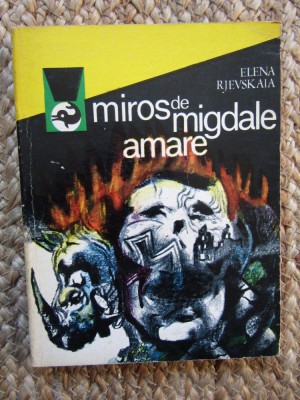 ELENA
RJEVSKAIA
miros de
migdale
amare